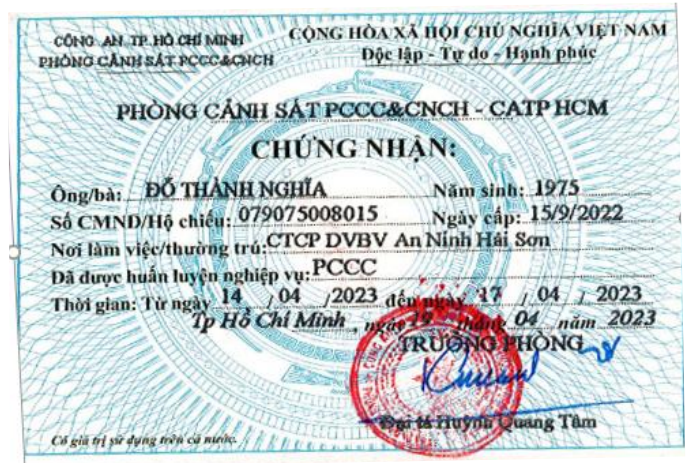 CÔNG AN TP. HỒ CHÍ MINH
PHÒNG CẢNH SÁT PCCC&CNCH
CỘNG HÒA XÃ HỘI CHỦ NGHĨA VIỆT NAM
Độc lập - Tự do - Hạnh phúc
PHÒNG CẢNH SÁT PCCC&CNCH - CATP HCM
CHỨNG NHẬN:
Ông/bà: ĐỖ THÀNH NGHĨA Năm sinh: 1975
Số CMND/Hộ chiếu: 079075008015 Ngày cấp: 15/9/2022
Nơi làm việc/thường trú: CTCP DVBV An Ninh Hải Sơn
Đã được huấn luyện nghiệp vụ: PCCC
Thời gian: Từ ngày 14 /04 /2023 đến ngày 17 / 04 / 2023
Tp Hồ Chí Minh , ngày tháng 04 năm 2023
TRƯỞNG PHÒNG
Đại tá Huỳnh Quang Tâm
Có giá trị sử dụng trên cả nước.